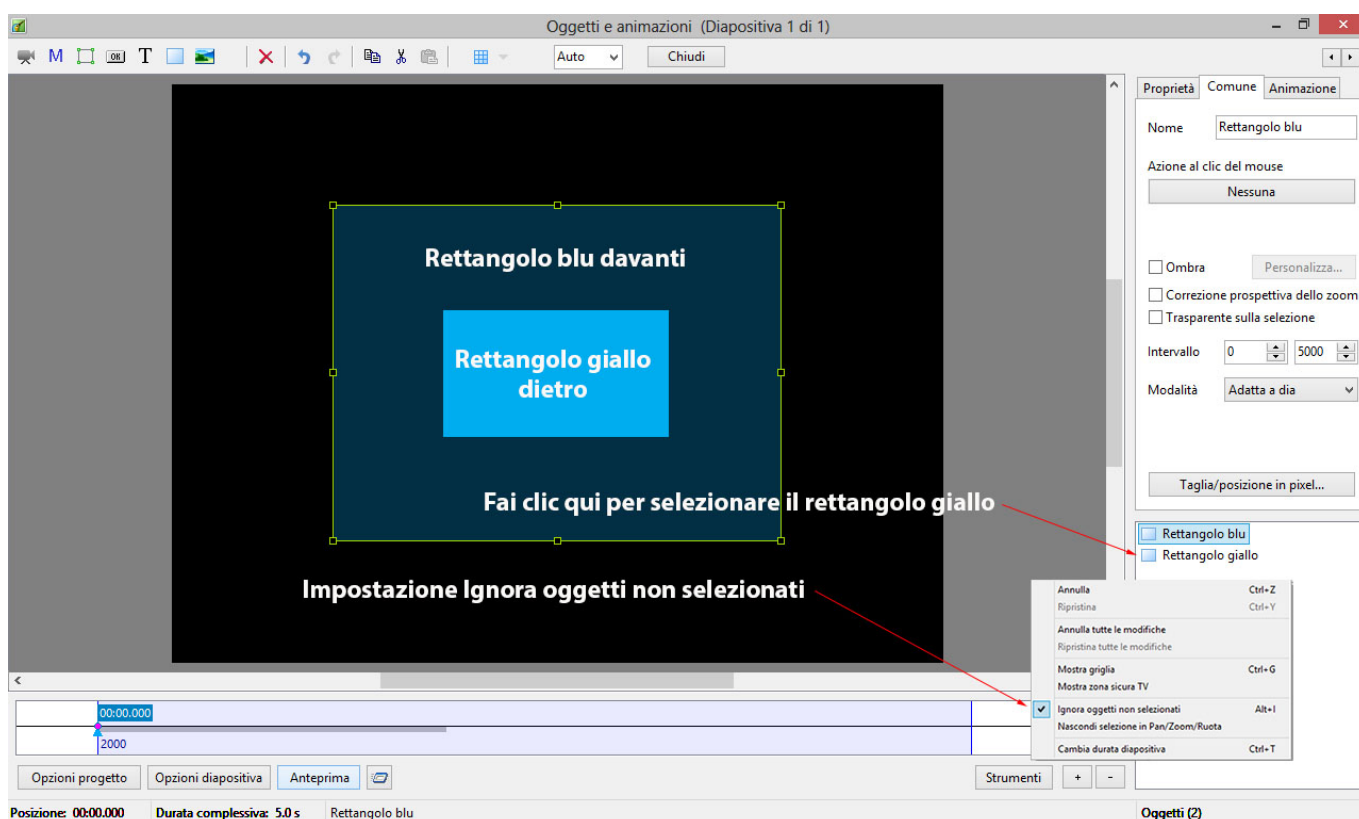 Oggetti e animazioni (Diapositiva 1 di 1)
M OK T Auto Chiudi
Proprietà Comune Animazione
Nome Rettangolo blu
Azione al clic del mouse
Nessuna
Rettangolo blu davanti
Ombra Personalizza...
Correzione prospettiva dello zoom
Trasparente sulla selezione
Rettangolo giallo
dietro
Intervallo 0 5000
Modalità Adatta a dia
Taglia/posizione in pixel...
Fai clic qui per selezionare il rettangolo giallo
Rettangolo blu
Rettangolo giallo
Impostazione Ignora oggetti non selezionati
Annulla Ctrl+Z
Ripristina Ctrl+Y
Annulla tutte le modifiche
Ripristina tutte le modifiche
Mostra griglia Ctrl+G
Mostra zona sicura TV
Ignora oggetti non selezionati Alt+I
Nascondi selezione in Pan/Zoom/Ruota
Cambia durata diapositiva Ctrl+T
00:00.000
2000
Opzioni progetto Opzioni diapositiva Anteprima Strumenti + -
Posizione: 00:00.000 Durata complessiva: 5.0 s Rettangolo blu Oggetti (2)